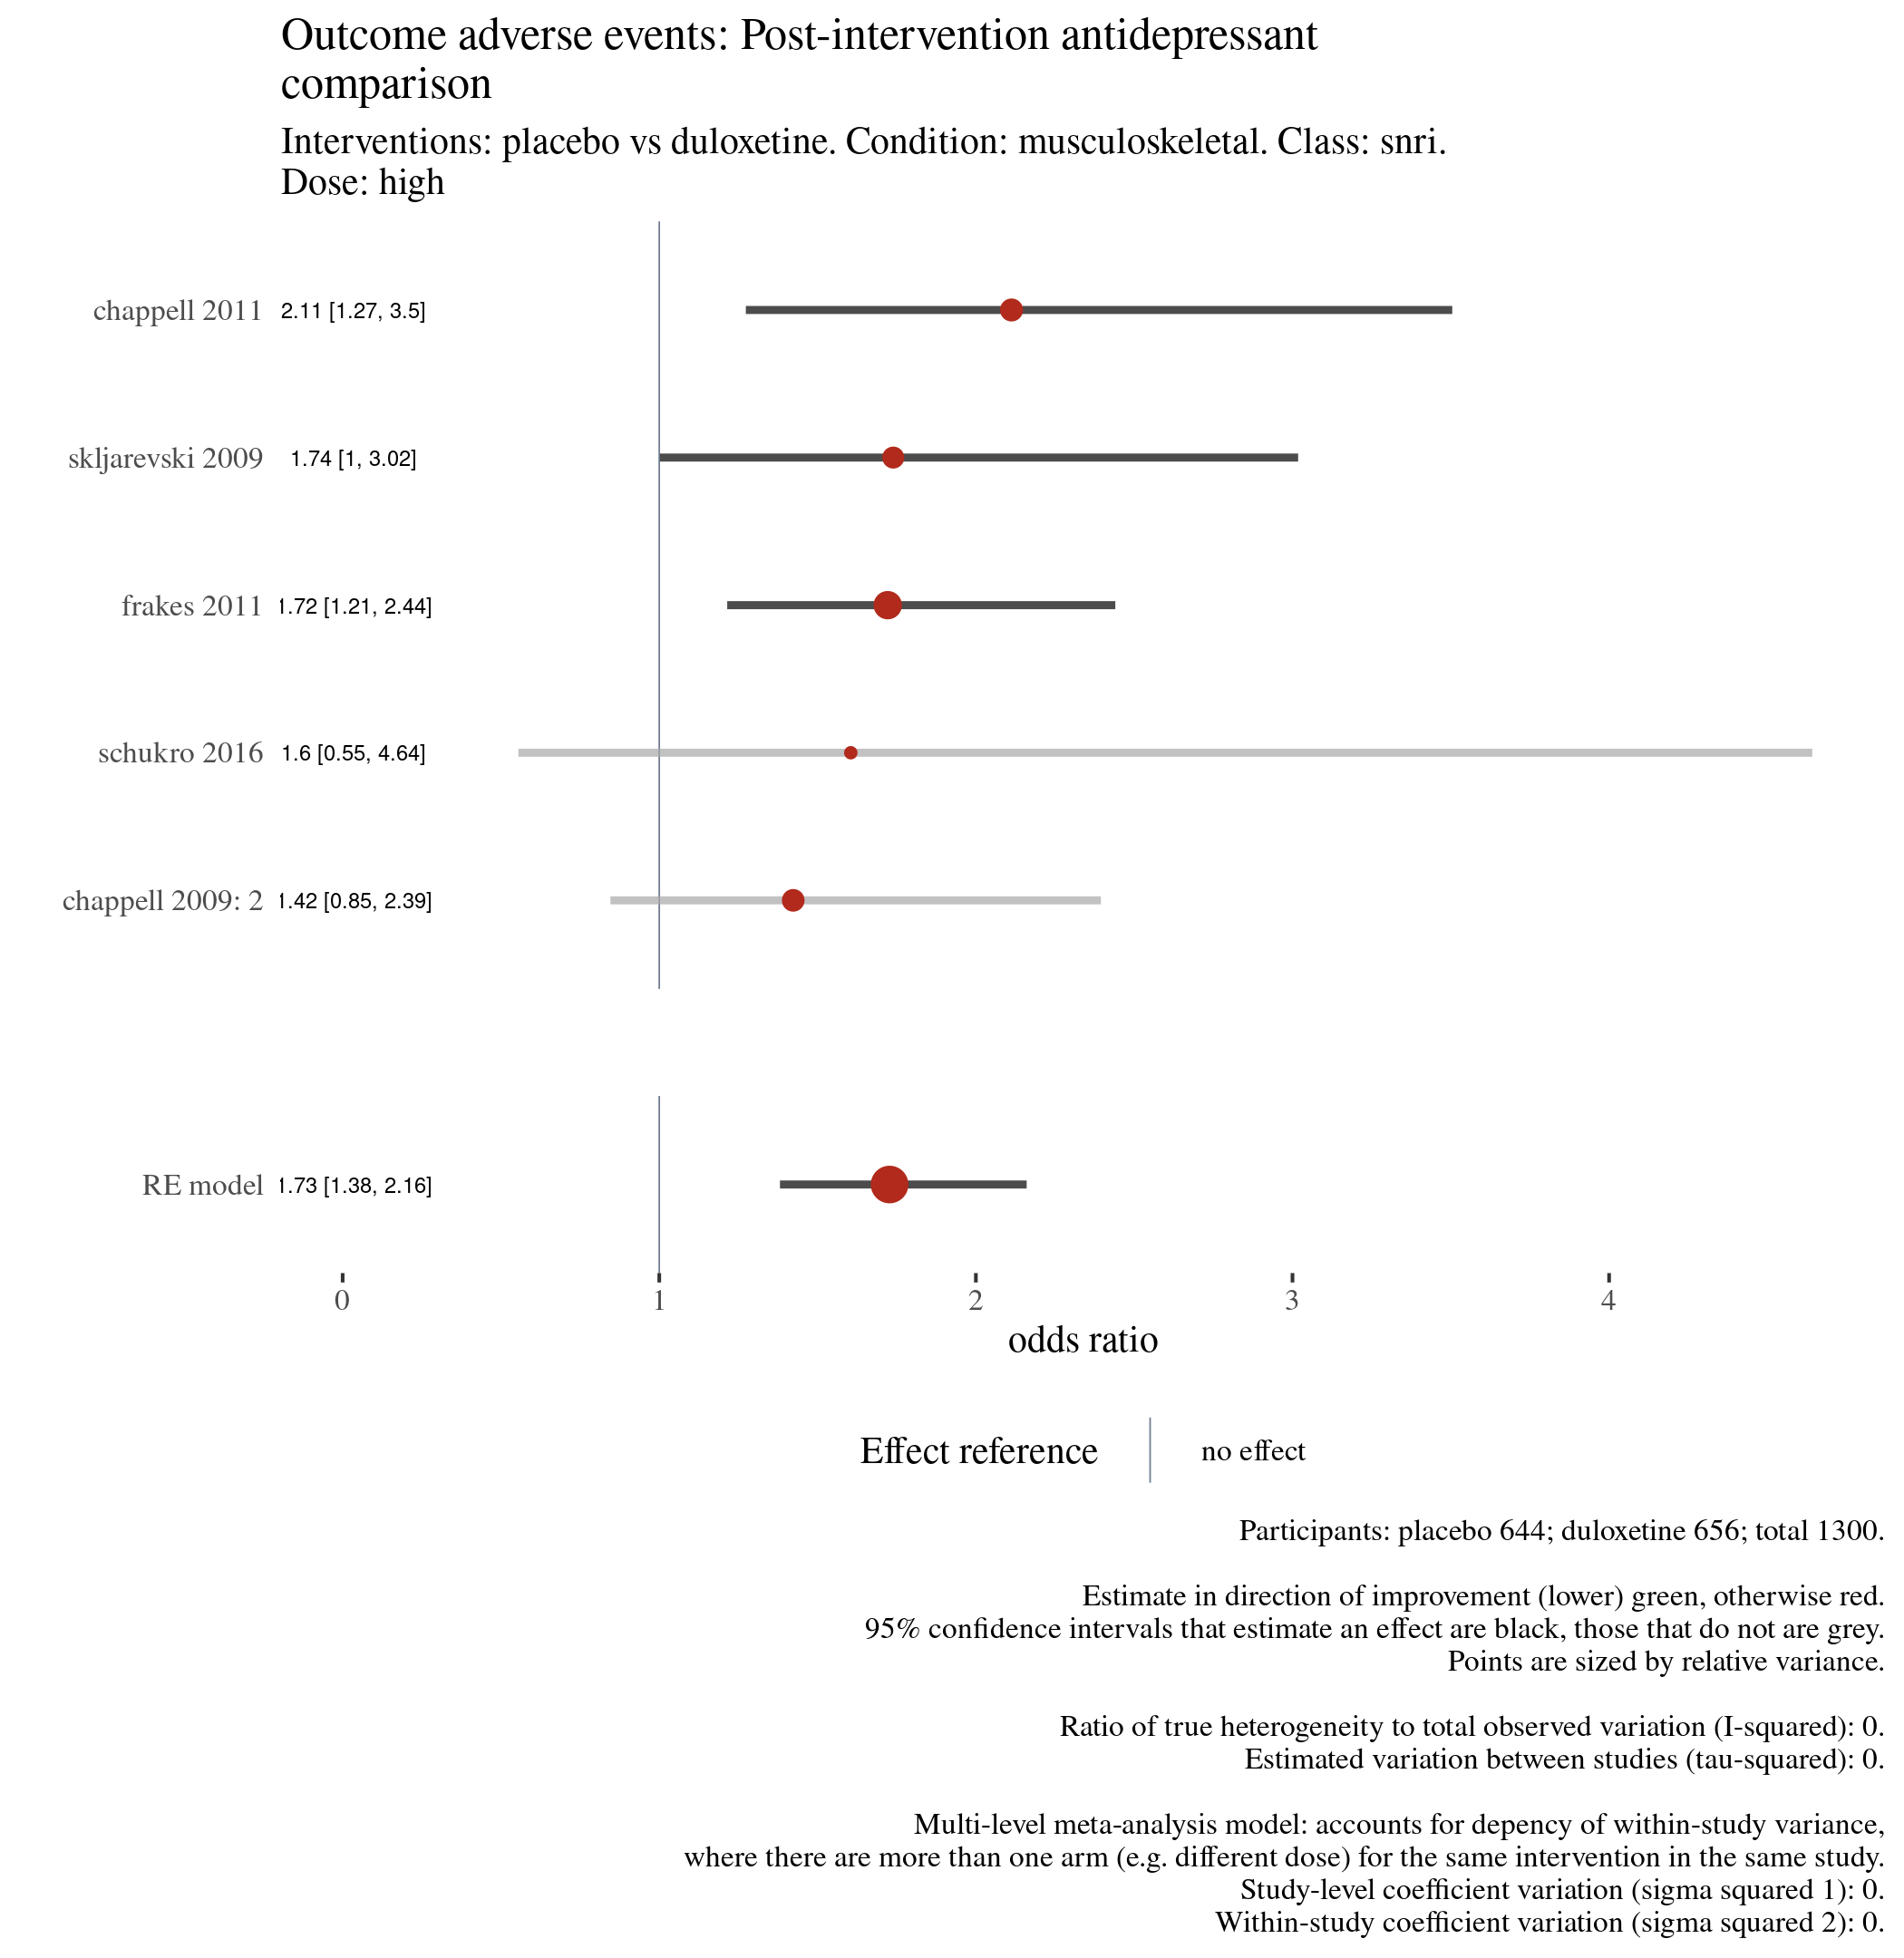 Outcome adverse events: Post-intervention antidepressant
comparison
Interventions: placebo vs duloxetine. Condition: musculoskeletal. Class: snri.
Dose: high
chappell 2011 2.11 [1.27, 3.5]
skljarevski 2009 1.74 [1, 3.02]
frakes 2011 1.72 [1.21, 2.44]
schukro 2016 1.6 [0.55, 4.64]
chappell 2009: 2 1.42 [0.85, 2.39]
RE model 1.73 [1.38, 2.16]
0 1 2 3 4
odds ratio
Effect reference no effect
Participants: placebo 644; duloxetine 656; total 1300.
Estimate in direction of improvement (lower) green, otherwise red.
95% confidence intervals that estimate an effect are black, those that do not are grey.
Points are sized by relative variance.
Ratio of true heterogeneity to total observed variation (I-squared): 0.
Estimated variation between studies (tau-squared): 0.
Multi-level meta-analysis model: accounts for depency of within-study variance,
where there are more than one arm (e.g. different dose) for the same intervention in the same study.
Study-level coefficient variation (sigma squared 1): 0.
Within-study coefficient variation (sigma squared 2): 0.